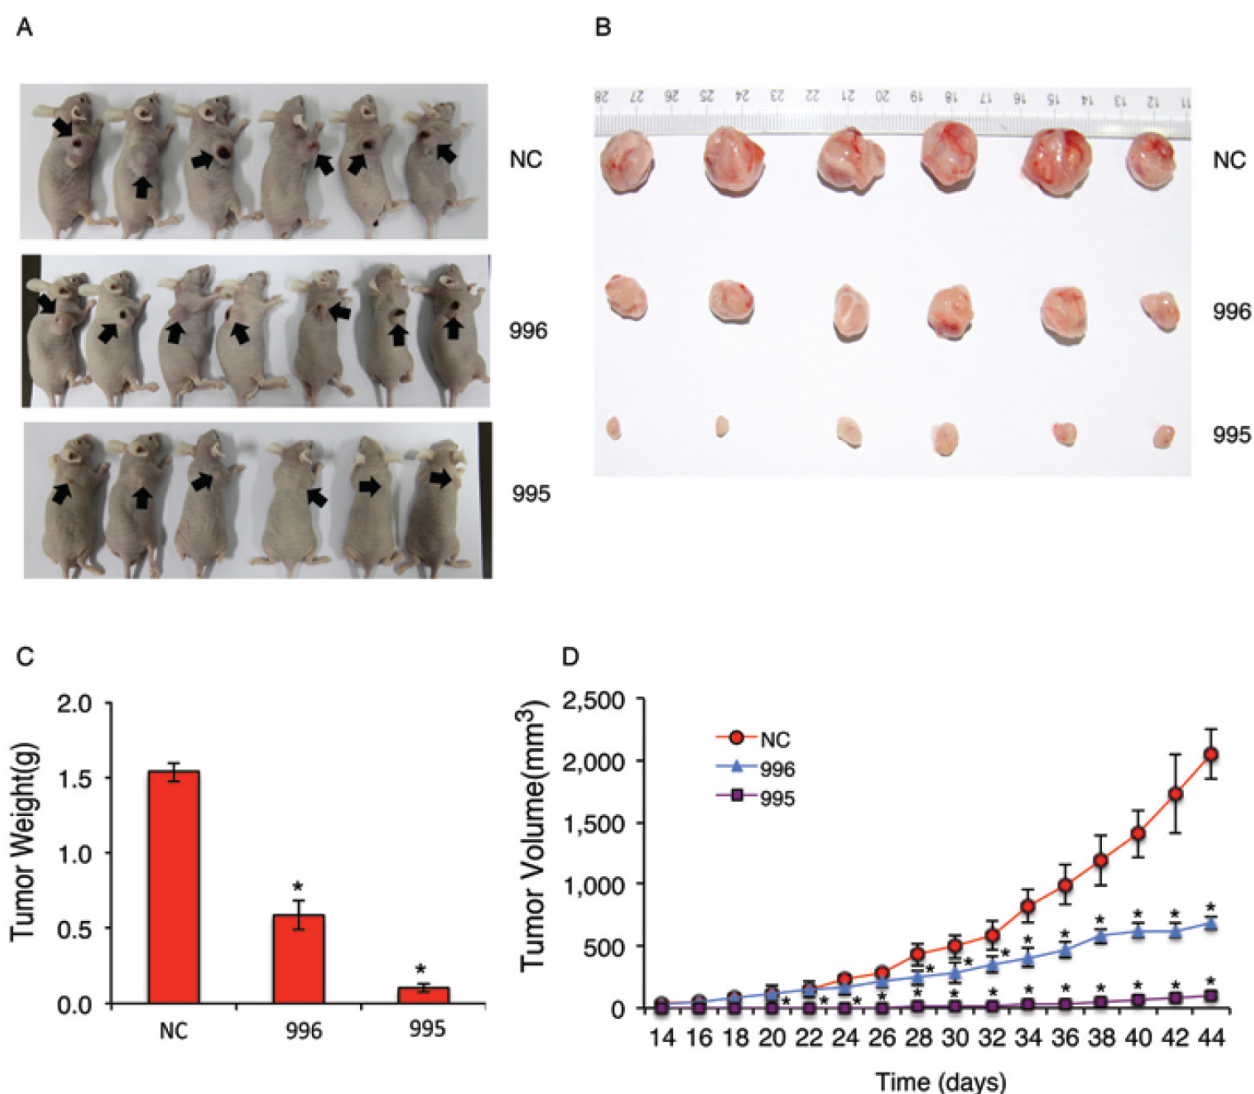 A
B
NC
996
995
28 27 26 25 24 23 22 21 20 19 18 17 16 15 14 13 12 11
NC
996
995
C
D
Tumor Weight(g)
2.0
1.5
1.0
0.5
0.0
*
*
NC 996 995
Tumor Volume(mm3)
2,500
2,000
1,500
1,000
500
0
NC
996
995
* * * * * * * * *
* * * * * * * * * * * * *
14 16 18 20 22 24 26 28 30 32 34 36 38 40 42 44
Time (days)